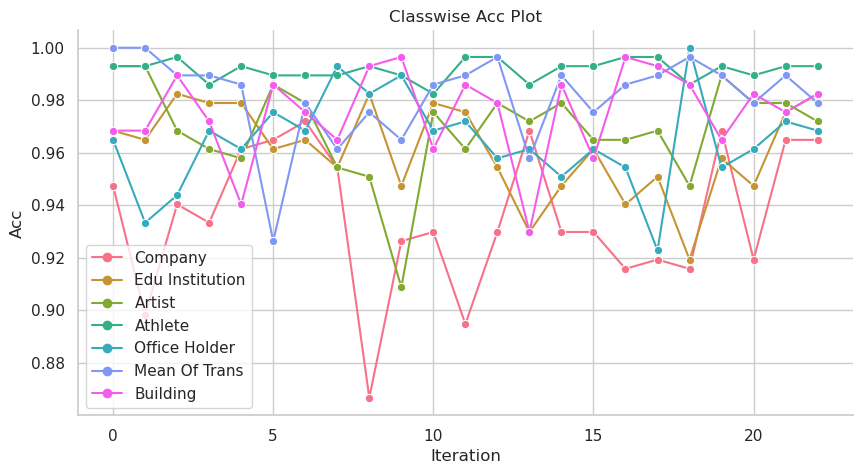 Classwise Acc Plot
1.00
0.98
0.96
0.94
0.92
0.90
0.88
Acc
Company
Edu Institution
Artist
Athlete
Office Holder
Mean Of Trans
Building
0 5 10 15 20
Iteration